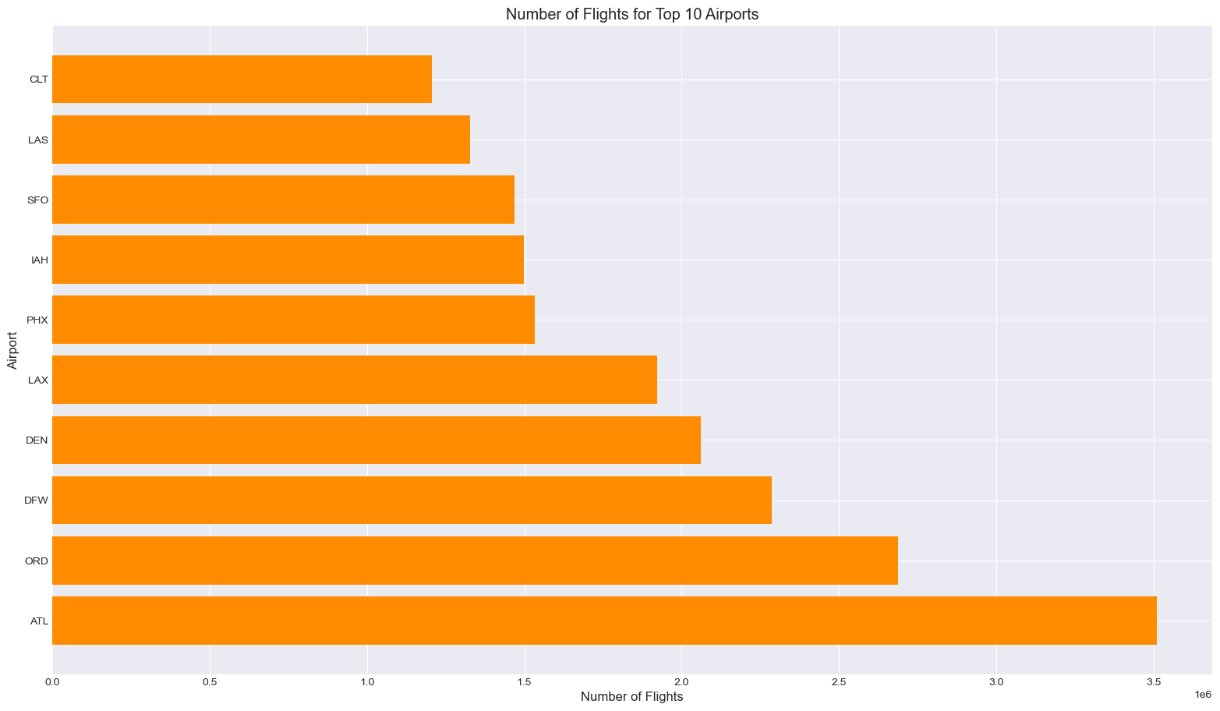 Number of Flights for Top 10 Airports
CLT
LAS
SFO
IAH
PHX
LAX
DEN
DFW
ORD
ATL
Airport
0.0 0.5 1.0 1.5 2.0 2.5 3.0 3.5
1e6
Number of Flights